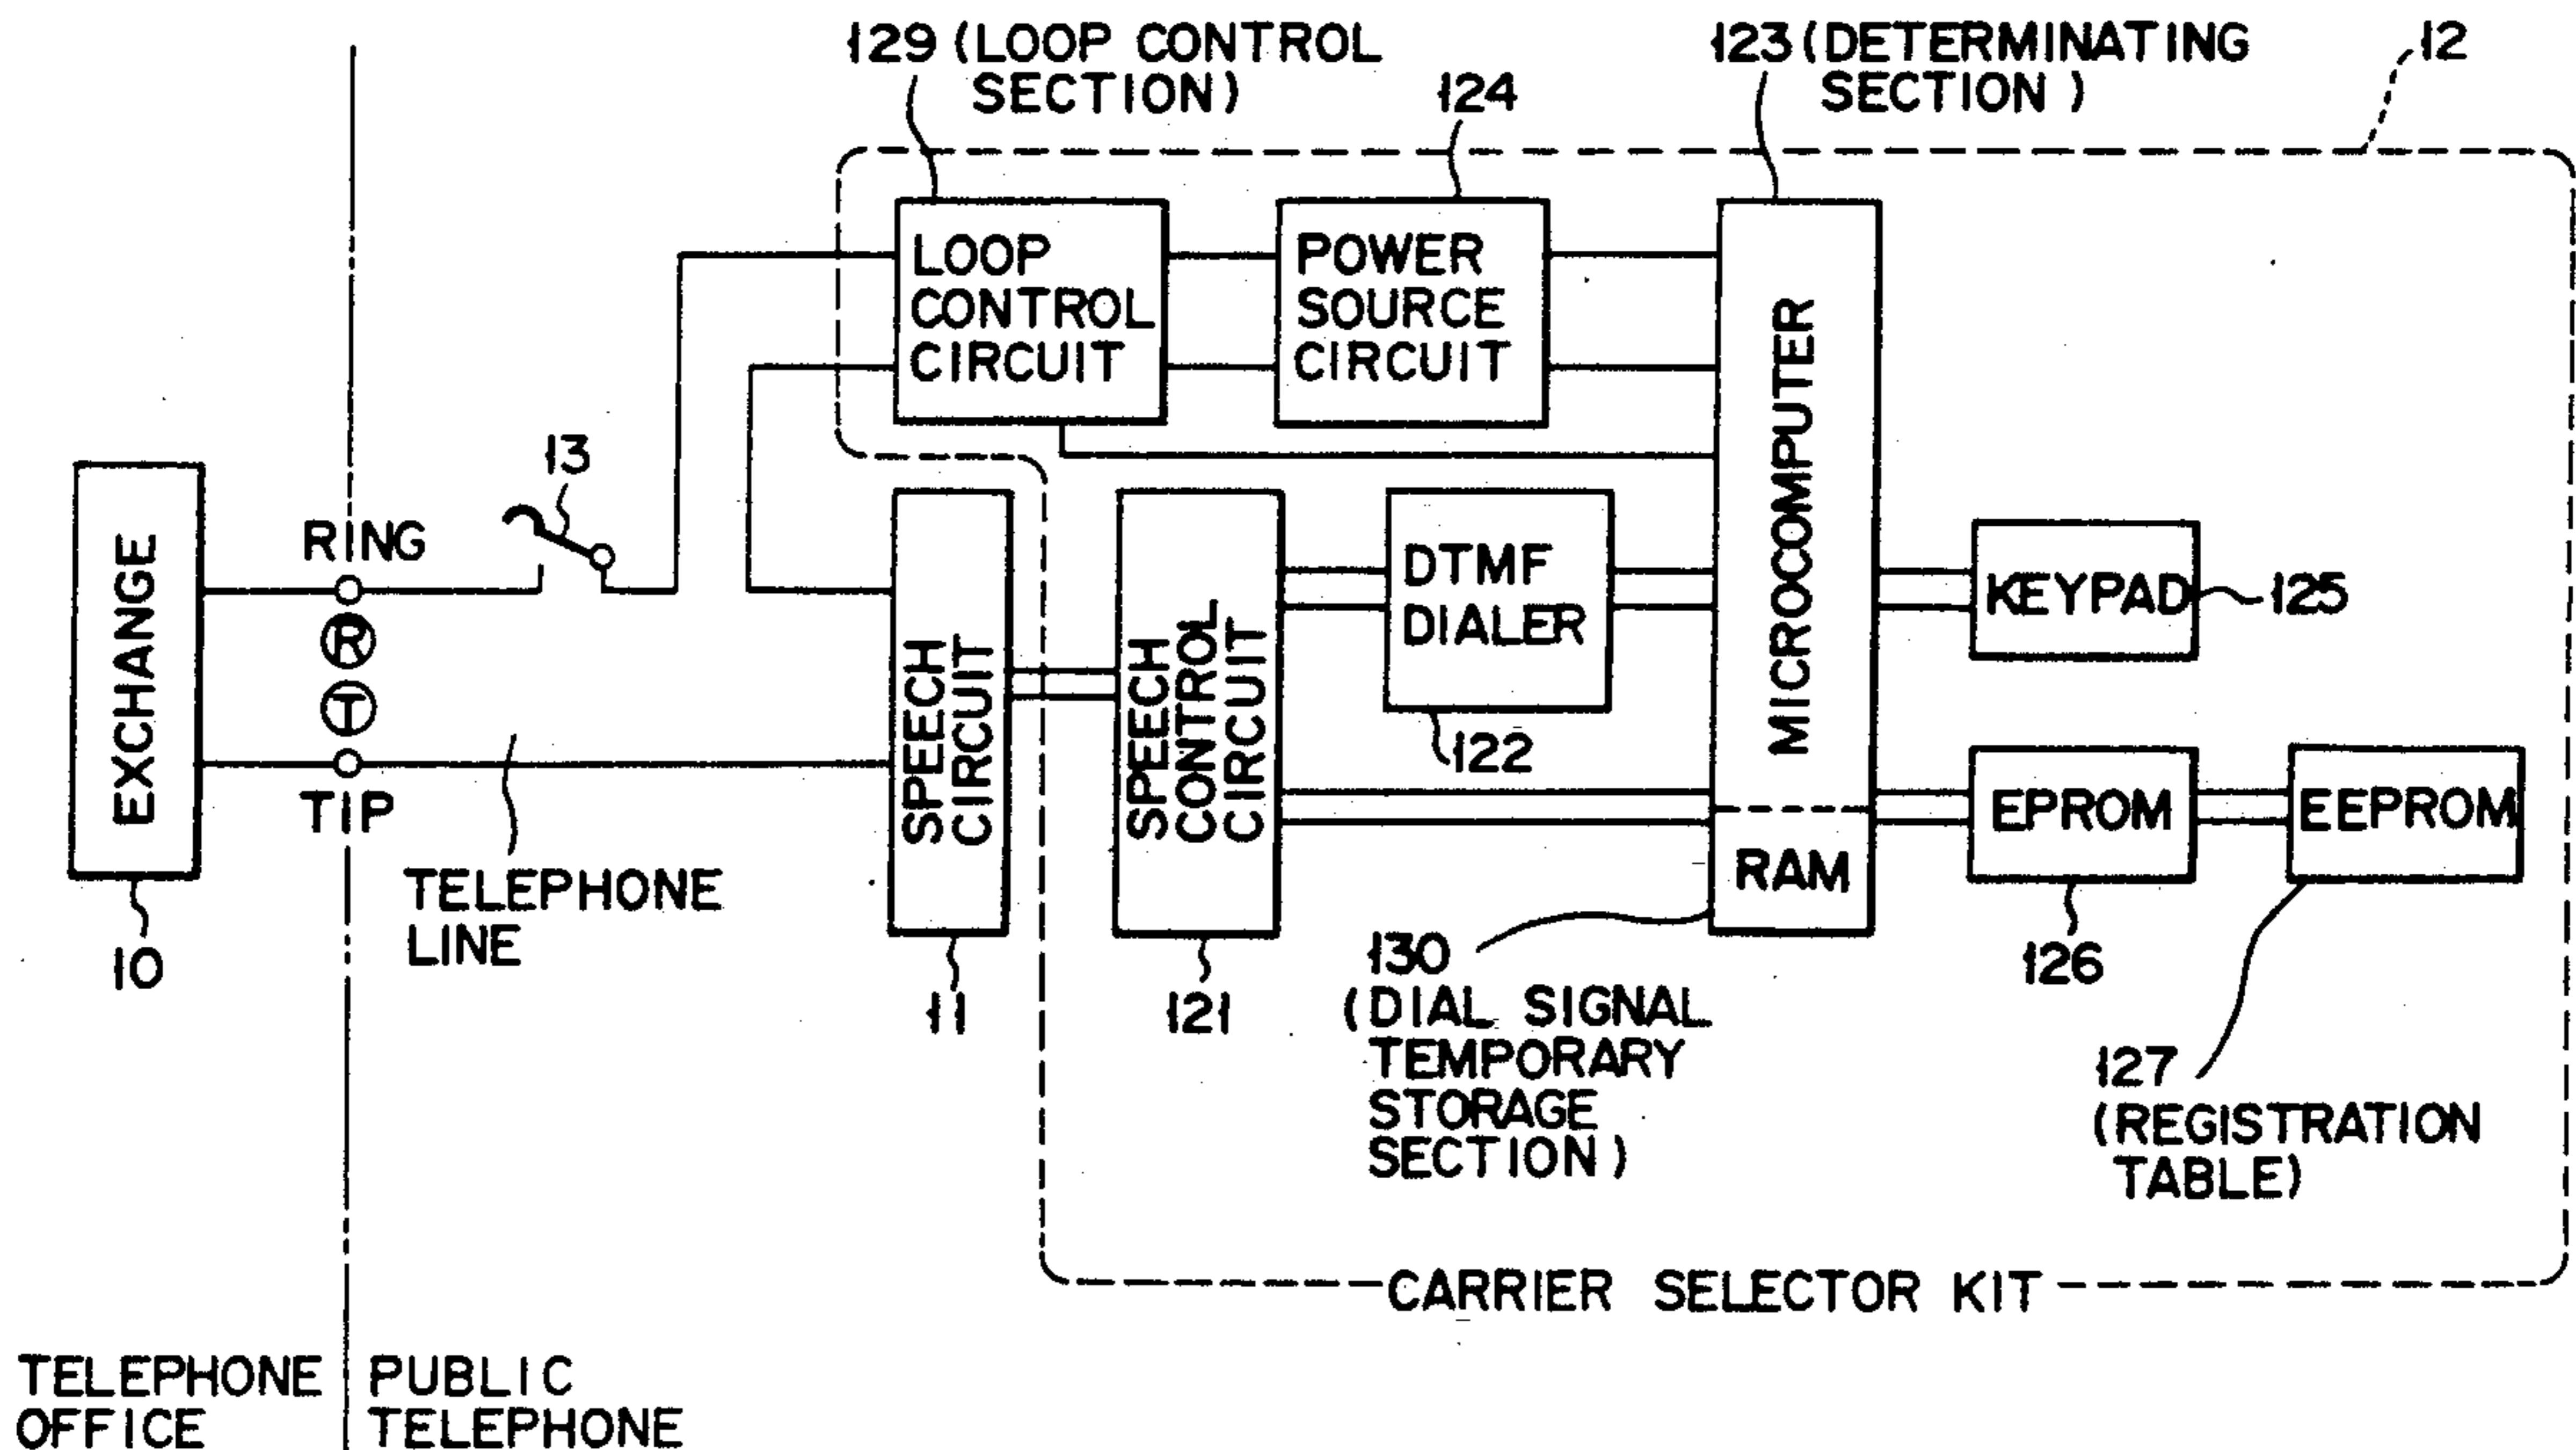 129 (LOOP CONTROL
SECTION)
124
123 (DETERMINATING
SECTION )
12
LOOP
CONTROL
CIRCUIT
POWER
SOURCE
CIRCUIT
MICROCOMPUTER
RAM
13
EXCHANGE
RING
R
T
TIP
10
TELEPHONE
LINE
SPEECH
CIRCUIT
11
SPEECH
CONTROL
CIRCUIT
121
DTMF
DIALER
122
KEYPAD
125
EPROM
126
EEPROM
130
(DIAL SIGNAL
TEMPORARY
STORAGE
SECTION )
127
(REGISTRATION
TABLE)
CARRIER SELECTOR KIT
TELEPHONE
OFFICE
PUBLIC
TELEPHONE